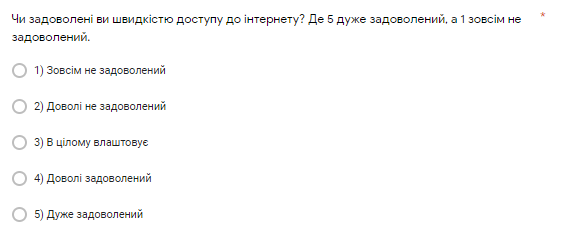 Чи задоволені ви швидкістю доступу до інтернету? Де 5 дуже задоволений, а 1 зовсім не *
задоволений.
1) Зовсім не задоволений
2) Доволі не задоволений
3) В цілому влаштовує
4) Доволі задоволений
5) Дуже задоволений